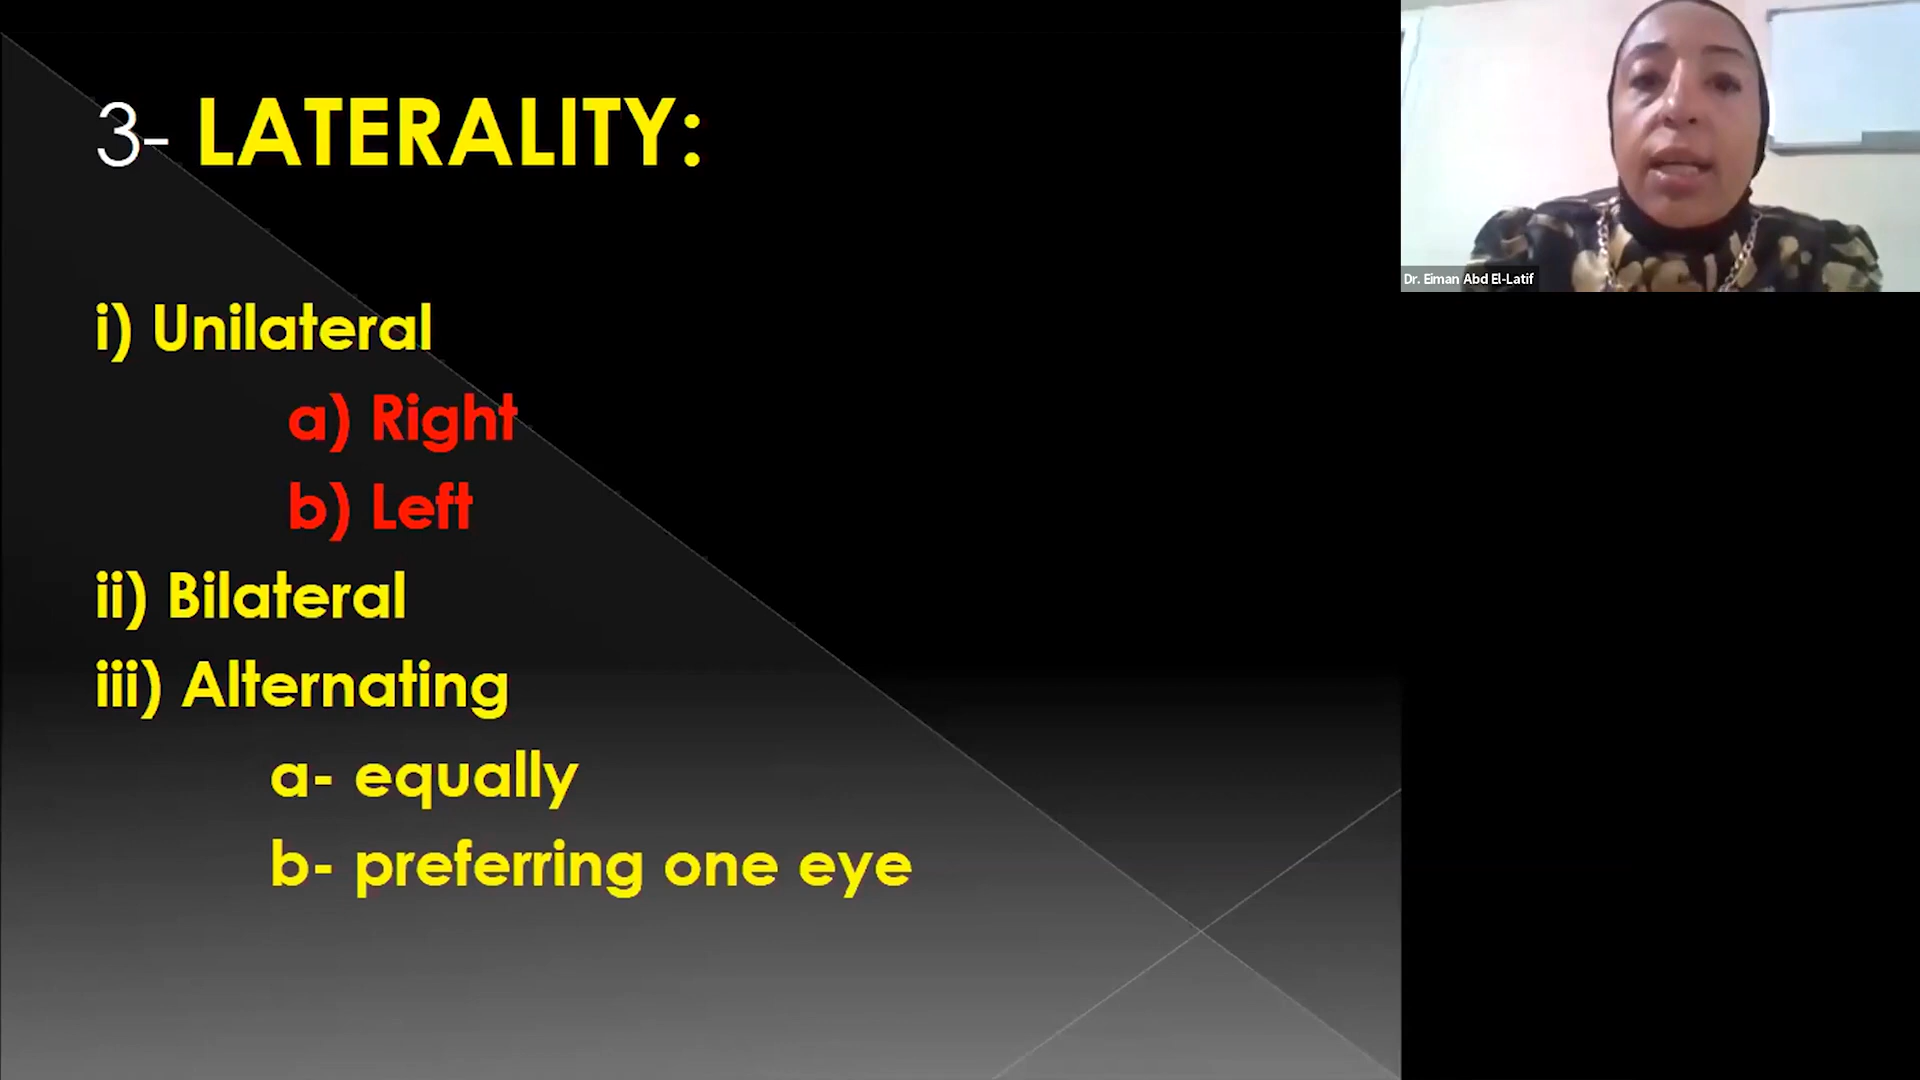 3- LATERALITY:
i) Unilateral
a) Right
b) Left
ii) Bilateral
iii) Alternating
a- equally
b- preferring one eye
Dr. Eiman Abd El-Latif